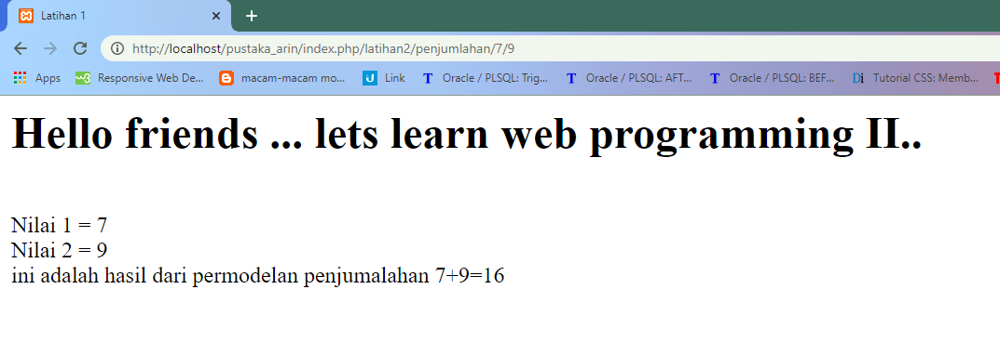 Latihan 1
http://localhost/pustaka_arin/index.php/latihan2/penjumlahan/7/9
Apps Responsive Web De... macam-macam mo... Link Oracle / PLSQL: Trig... Oracle / PLSQL: AFT... Oracle / PLSQL: BEF... Tutorial CSS: Memb...
Hello friends ... lets learn web programming II..
Nilai 1 = 7
Nilai 2 = 9
ini adalah hasil dari permodelan penjumalahan 7+9=16